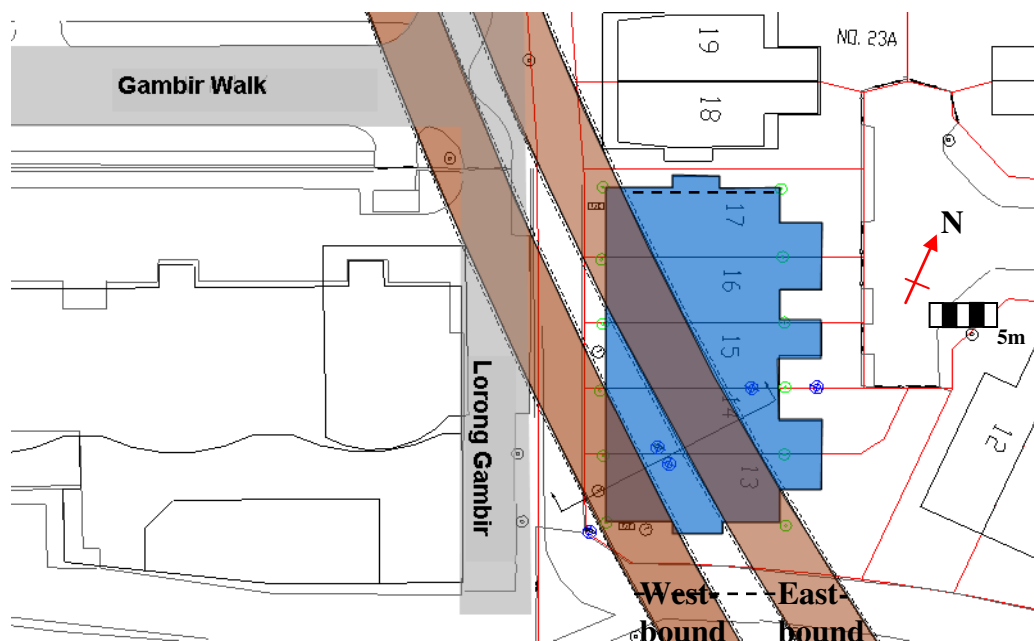 19
NO. 23A
Gambir Walk
18
17
N
16
5m
15
Lorong Gambir
14
12
13
West- East-
bound bound